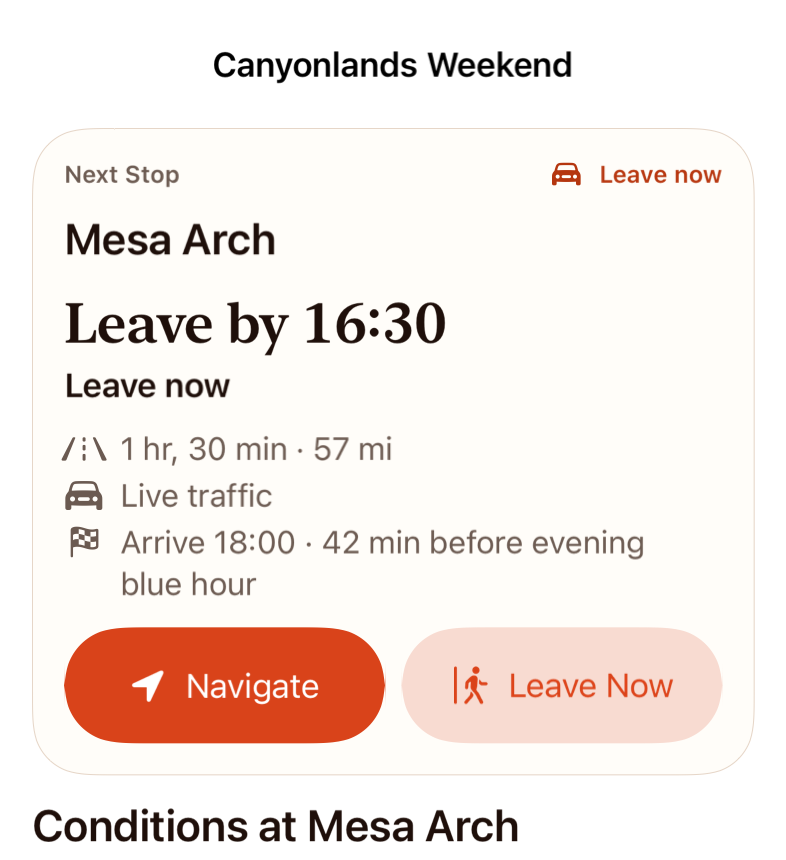 Canyonlands Weekend
Next Stop
Leave now
Mesa Arch
Leave by 16:30
Leave now
1 hr, 30 min · 57 mi
Live traffic
Arrive 18:00 · 42 min before evening
blue hour
Navigate
Leave Now
Conditions at Mesa Arch